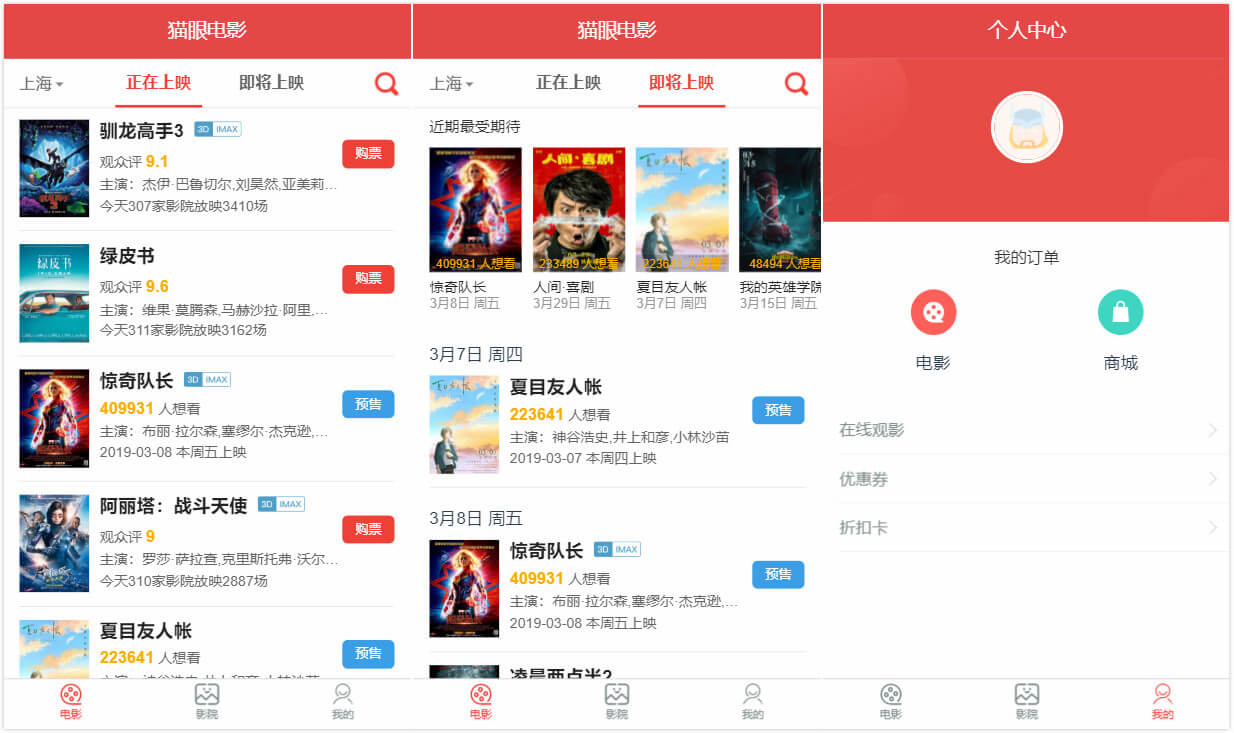 猫眼电影
上海
正在上映
即将上映
驯龙高手3 3D IMAX
观众评 9.1
主演：杰伊·巴鲁切尔,刘昊然,亚美莉...
今天307家影院放映3410场
购票
绿皮书
绿皮书
观众评 9.6
主演：维果·莫腾森,马赫沙拉·阿里,...
今天311家影院放映3162场
购票
惊奇队长 3D IMAX
409931 人想看
主演：布丽·拉尔森,塞缪尔·杰克逊,...
2019-03-08 本周五上映
预售
阿丽塔：战斗天使 3D IMAX
观众评 9
主演：罗莎·萨拉查,克里斯托弗·沃尔...
今天310家影院放映2887场
购票
夏目友人帐
223641 人想看
预售
电影
影院
我的
猫眼电影
上海
正在上映
即将上映
近期最受期待
人间·喜剧
409931 人想看
233489 人想看
223641 人想看
48494 人想看
惊奇队长
3月8日 周五
人间·喜剧
3月29日 周五
夏目友人帐
3月7日 周四
我的英雄学院
3月15日 周五
3月7日 周四
夏目友人帐
223641 人想看
主演：神谷浩史,井上和彦,小林沙苗
2019-03-07 本周四上映
预售
3月8日 周五
惊奇队长 3D IMAX
409931 人想看
主演：布丽·拉尔森,塞缪尔·杰克逊,...
2019-03-08 本周五上映
预售
凌晨两点半2
电影
影院
我的
个人中心
我的订单
电影
商城
在线观影
优惠券
折扣卡
电影
影院
我的